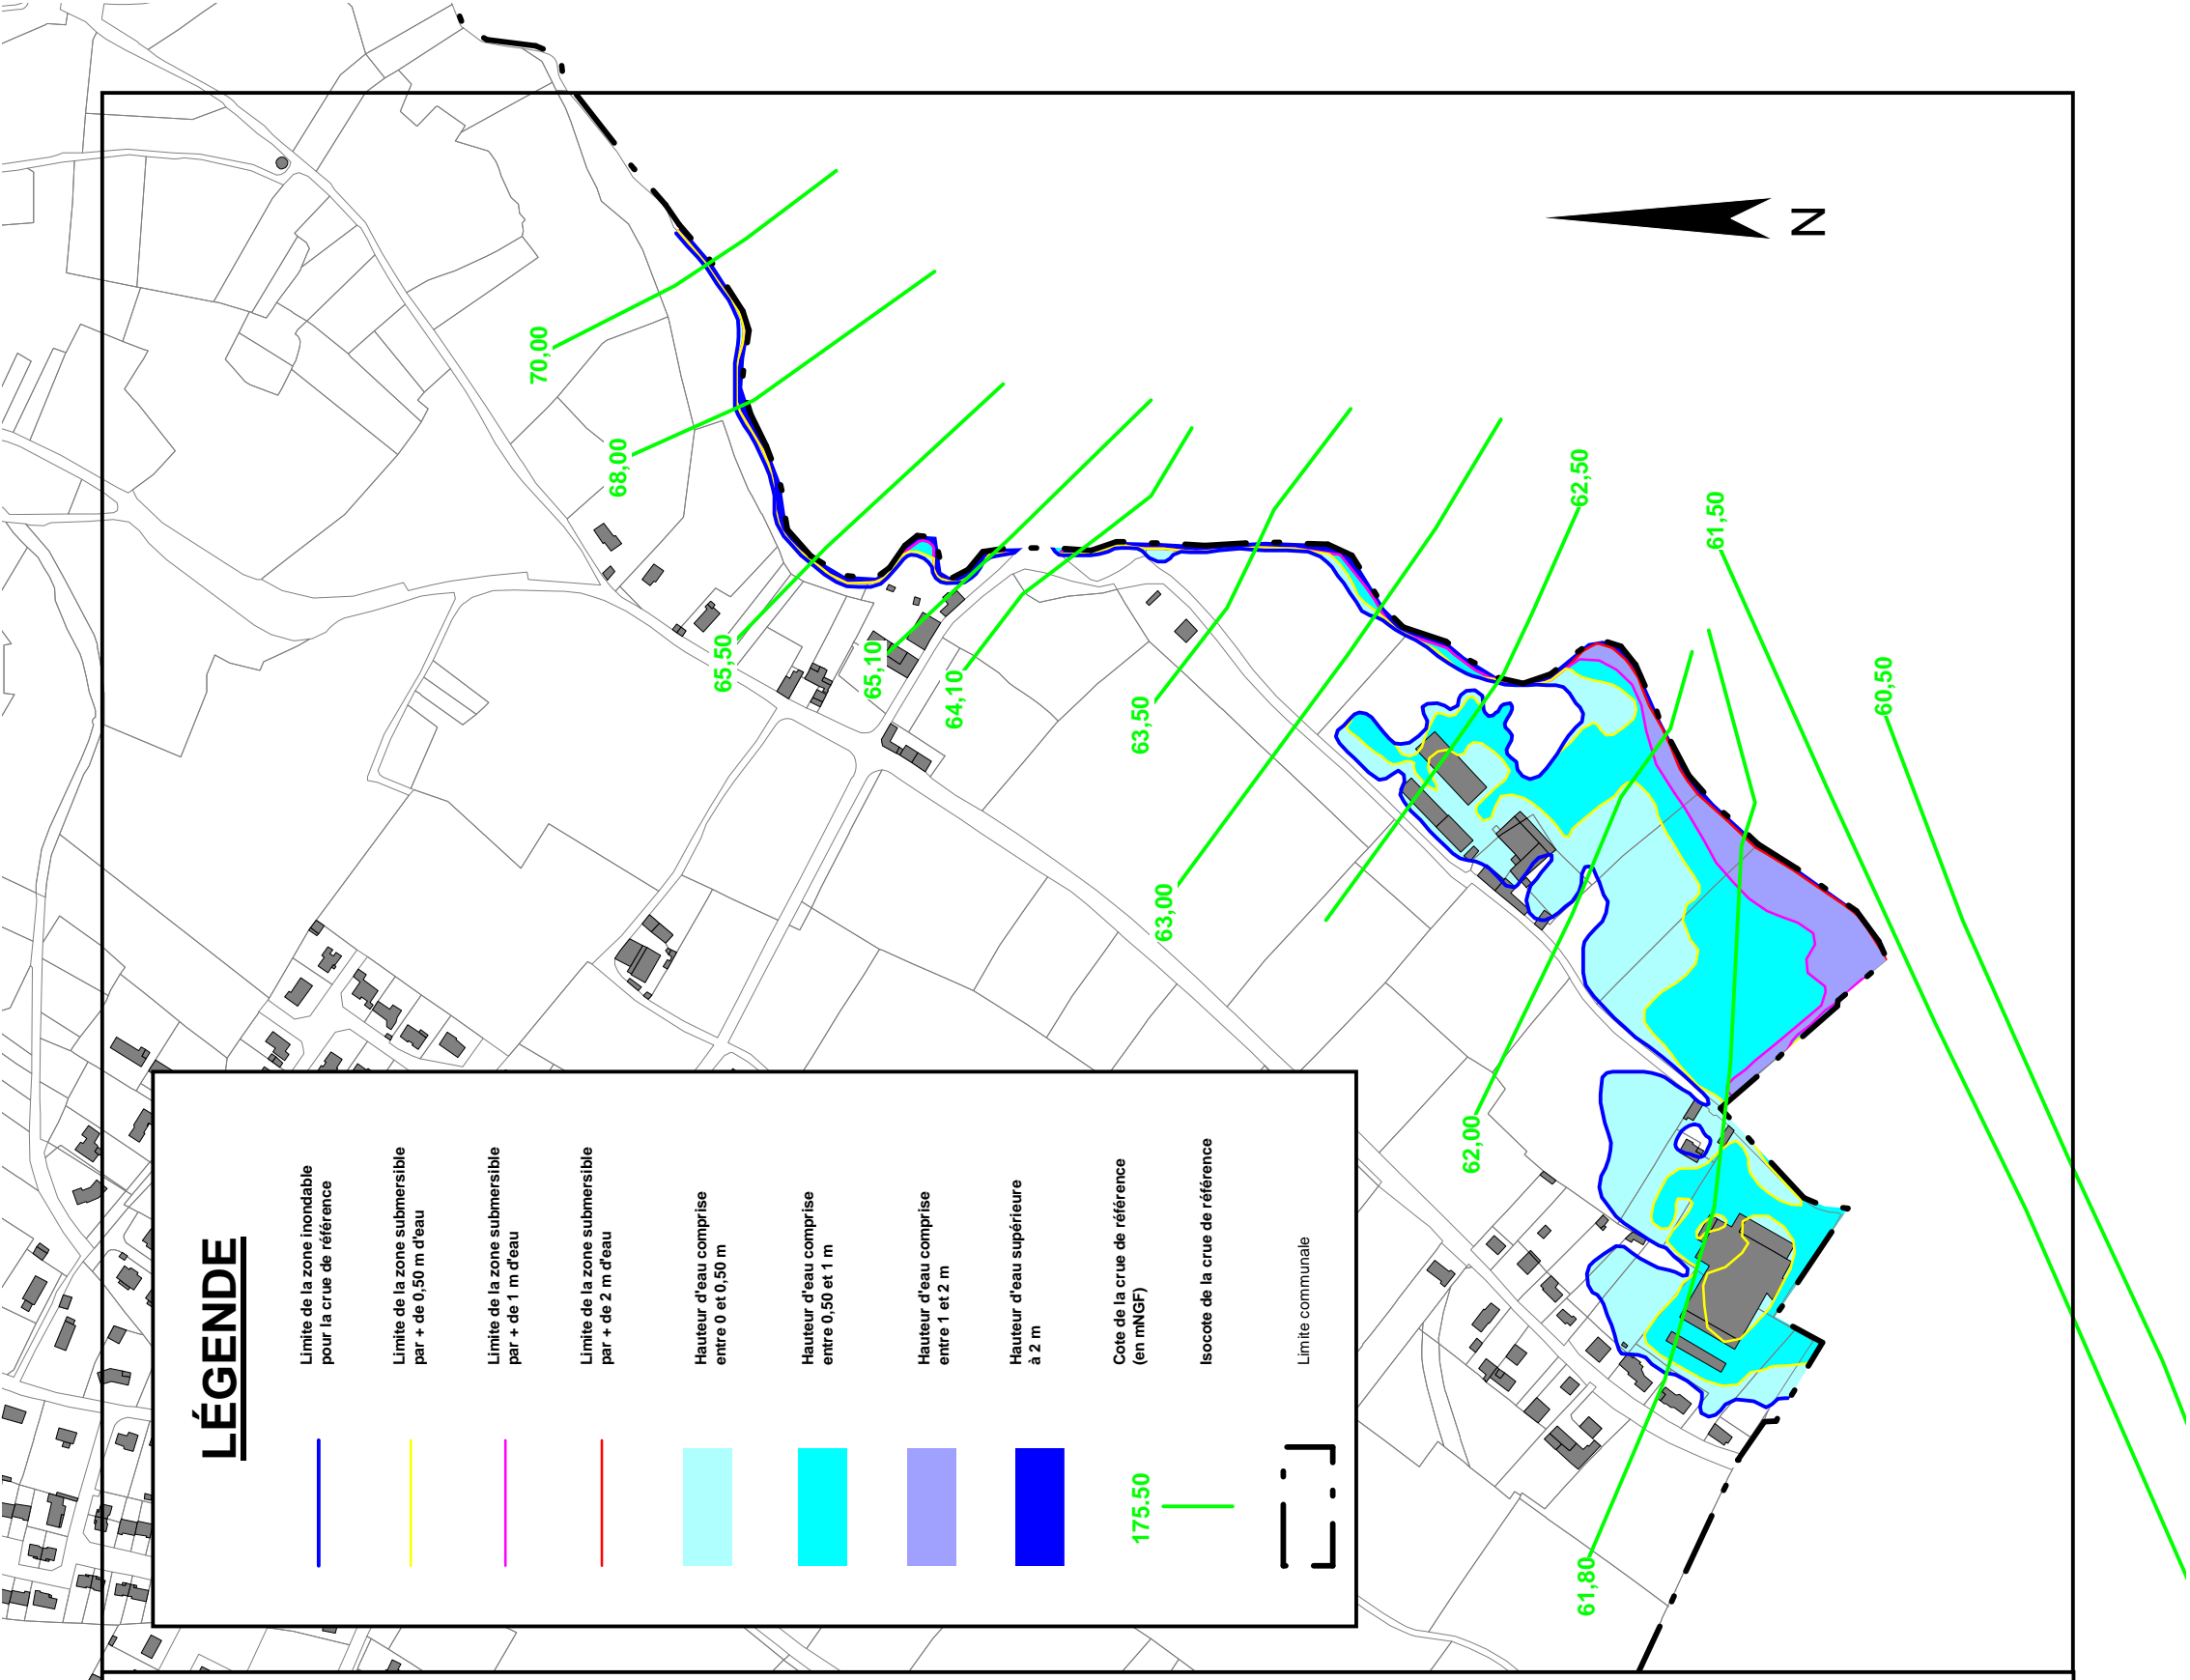 LÉGENDE
Limite de la zone inondable
pour la crue de référence
Limite de la zone submersible
par + de 0,50 m d'eau
Limite de la zone submersible
par + de 1 m d'eau
Limite de la zone submersible
par + de 2 m d'eau
Hauteur d'eau comprise
entre 0 et 0,50 m
Hauteur d'eau comprise
entre 0,50 et 1 m
Hauteur d'eau comprise
entre 1 et 2 m
Hauteur d'eau supérieure
à 2 m
175.50
Cote de la crue de référence
(en mNGF)
Isocote de la crue de référence
Limite communale
70,00
68,00
65,50
65,10
64,10
63,50
63,00
62,50
62,00
61,80
61,50
60,50
N